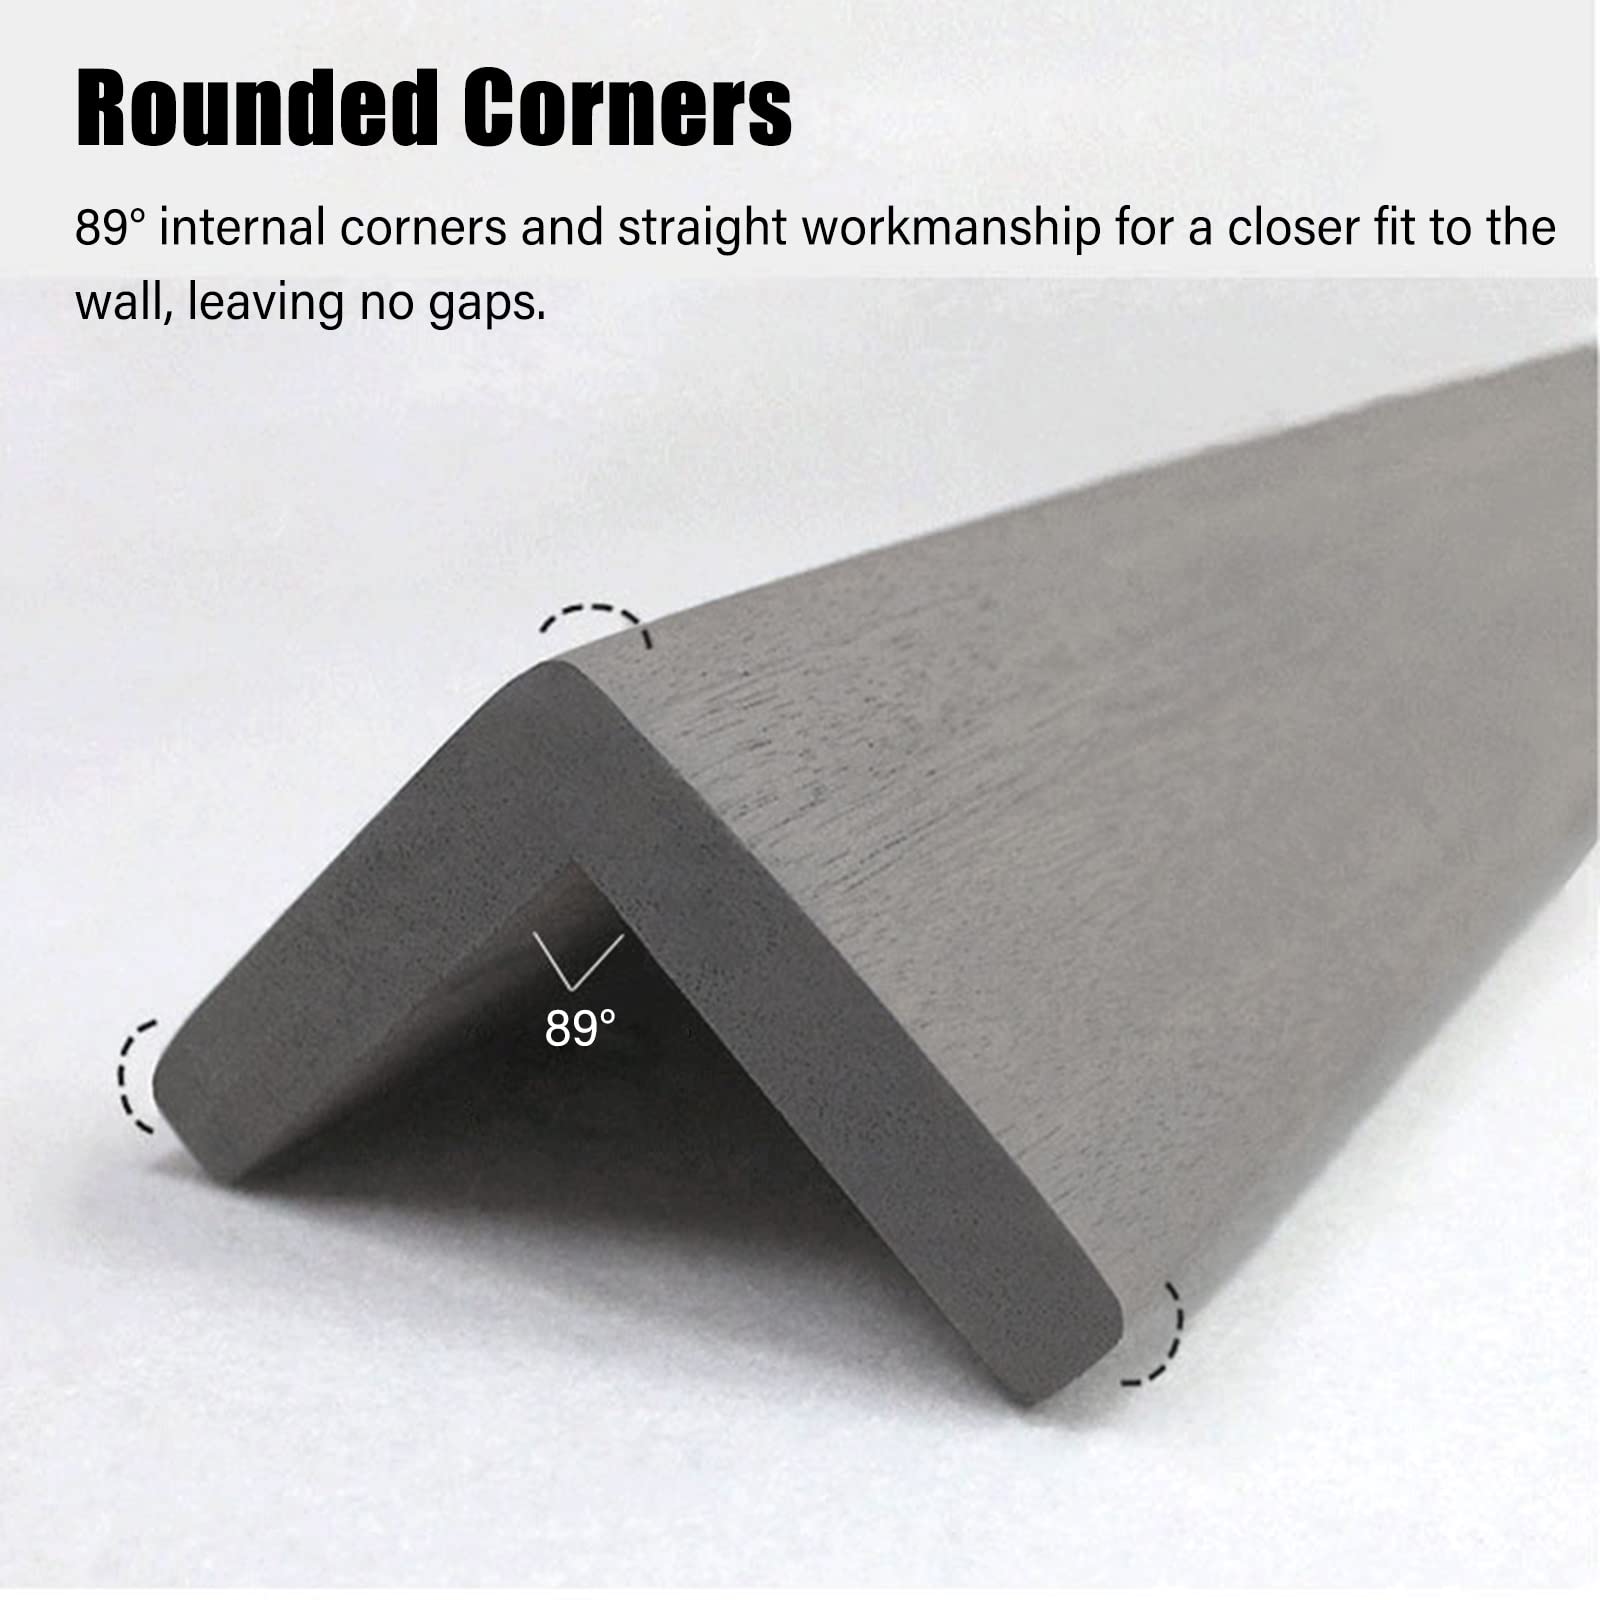 Rounded Corners
89° internal corners and straight workmanship for a closer fit to the
wall, leaving no gaps.
89°